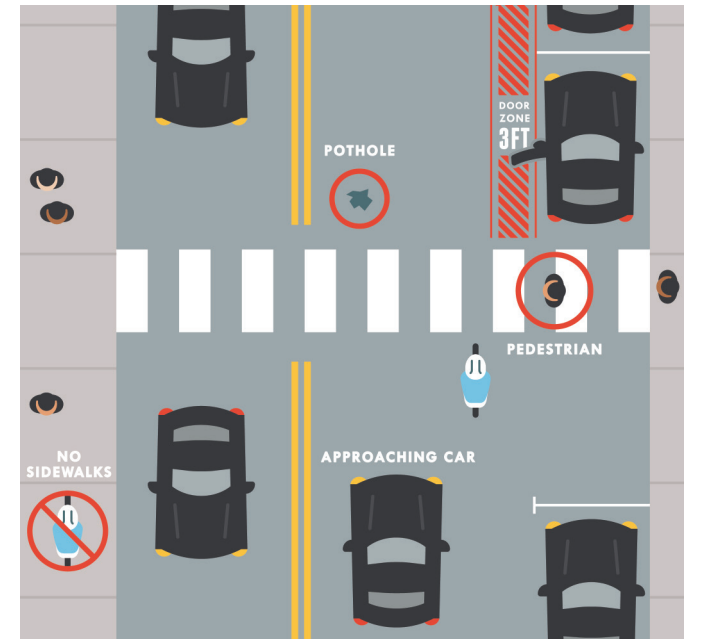 DOOR
ZONE
3FT
POTHOLE
PEDESTRIAN
NO
SIDEWALKS
APPROACHING CAR